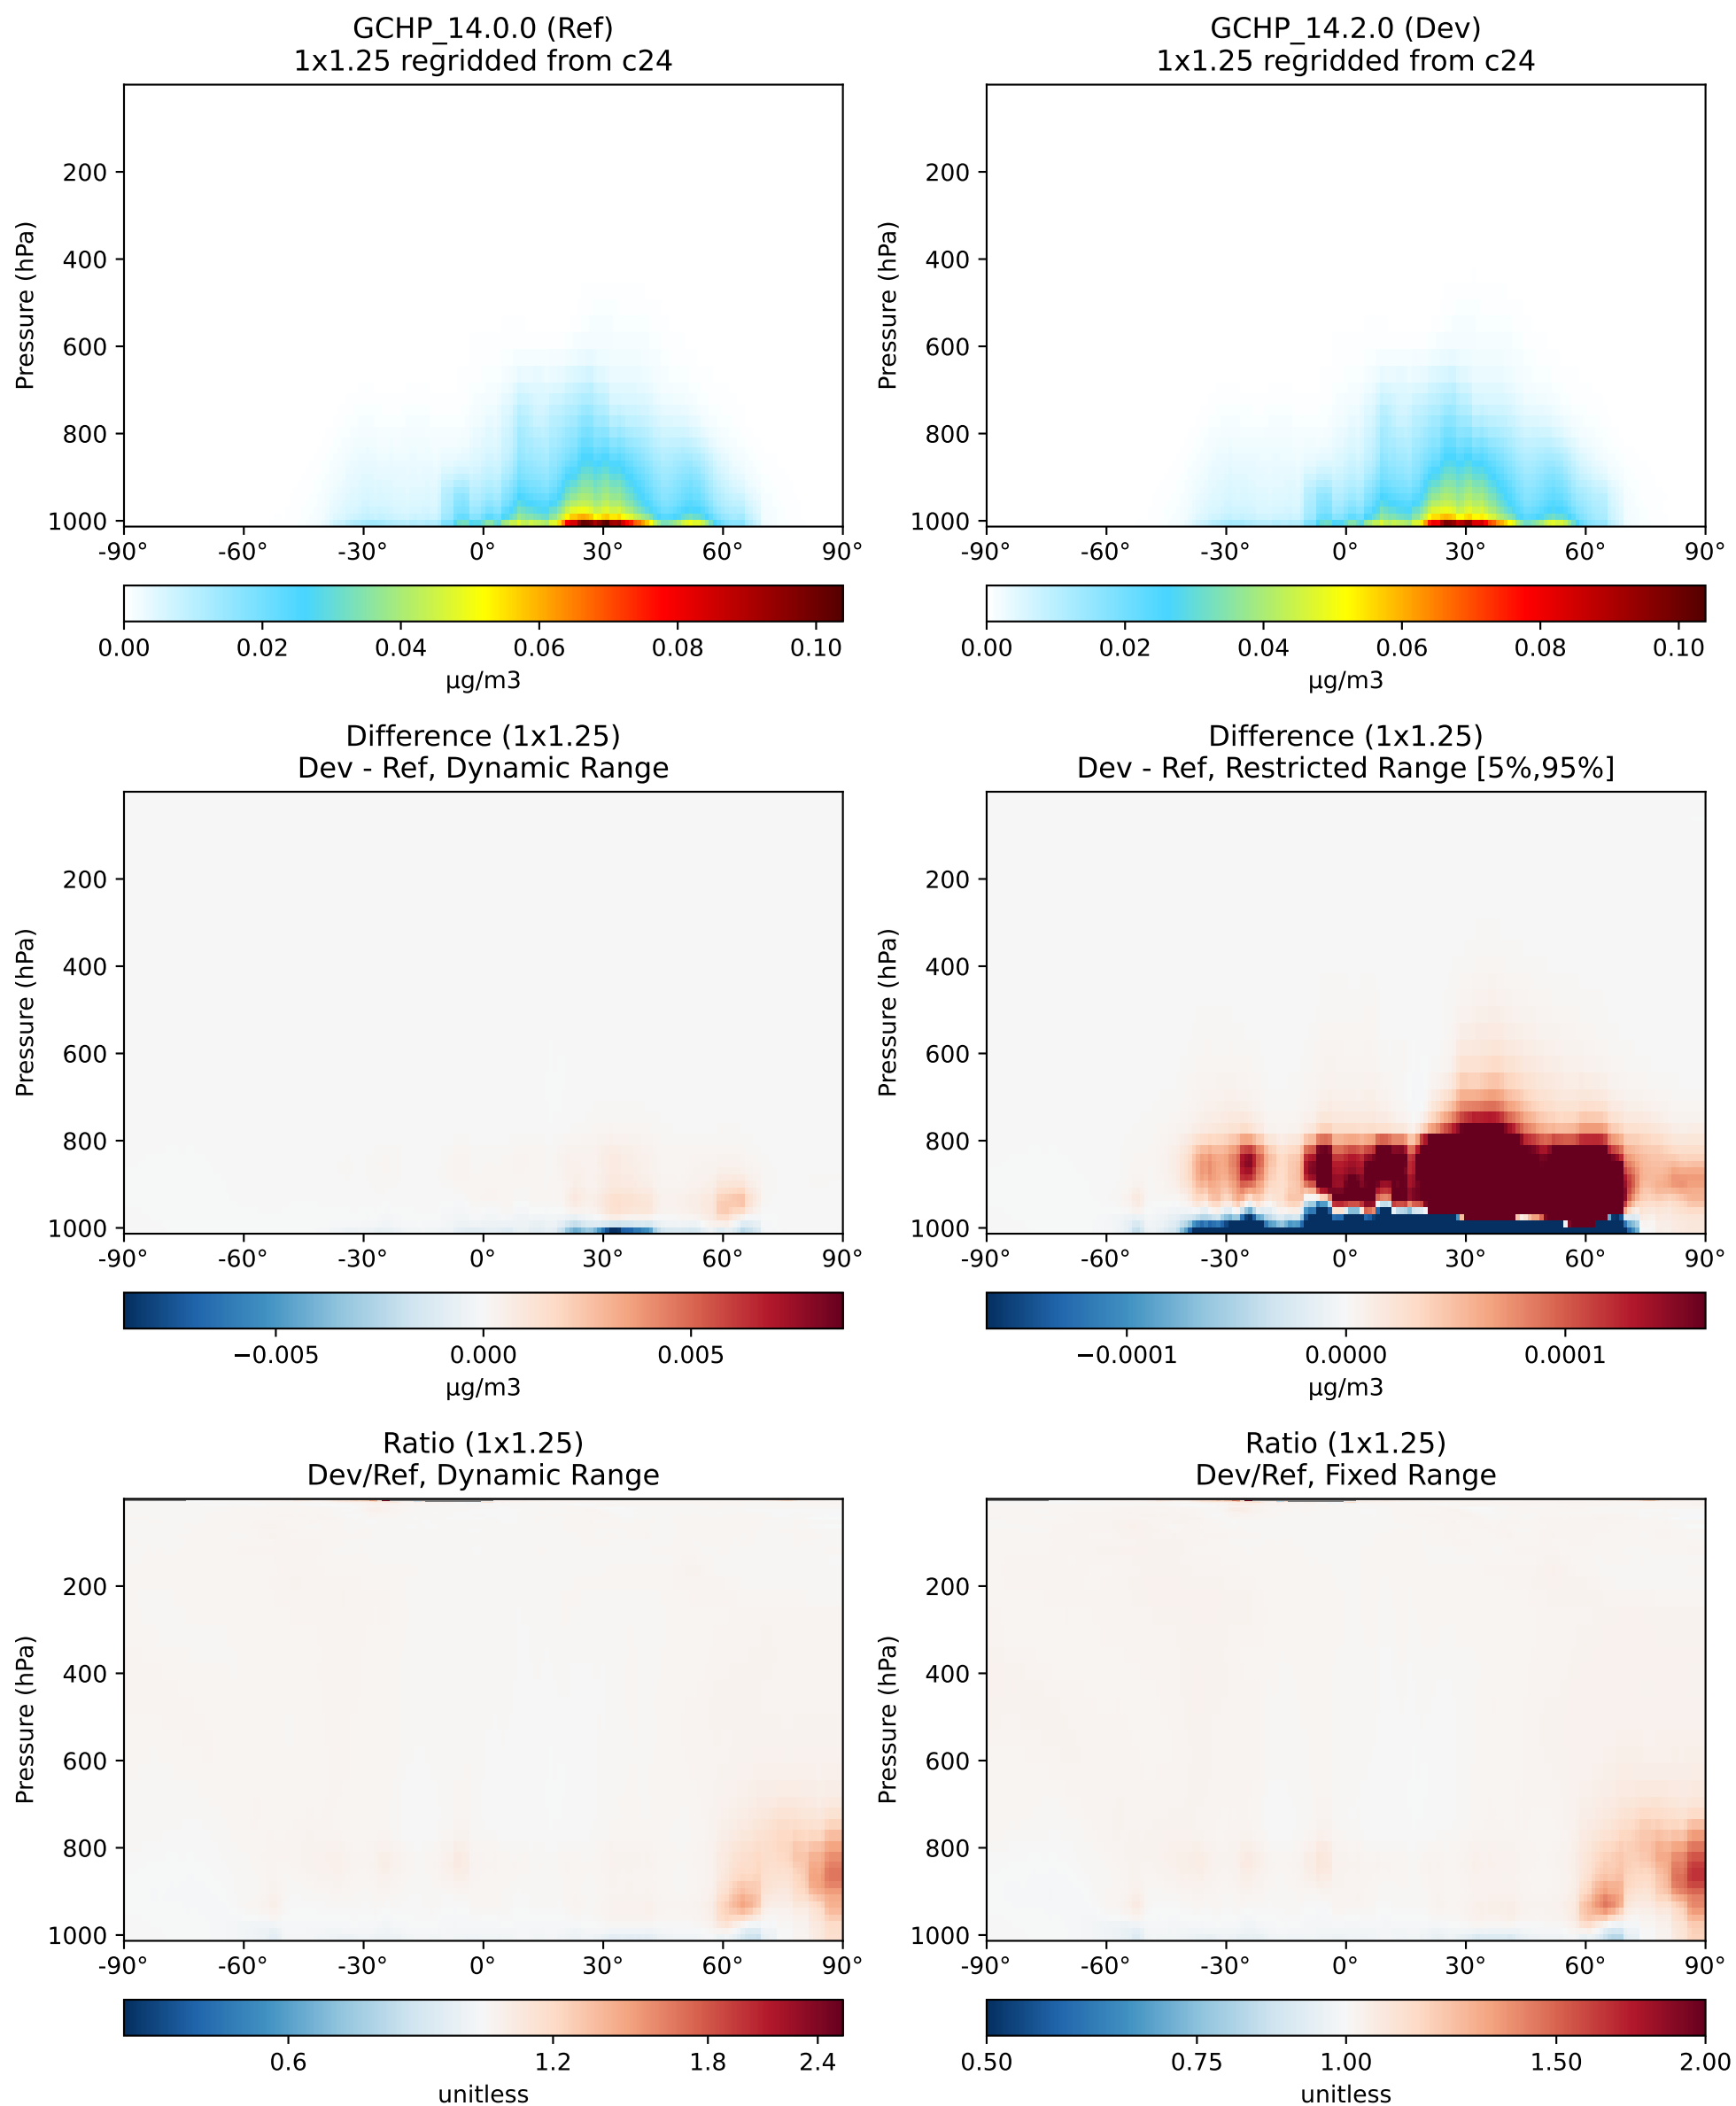 GCHP_14.0.0 (Ref)
1x1.25 regridded from c24
Pressure (hPa)
200
400
600
800
1000
-90° -60° -30° 0° 30° 60° 90°
0.00 0.02 0.04 0.06 0.08 0.10
µg/m3
GCHP_14.2.0 (Dev)
1x1.25 regridded from c24
Pressure (hPa)
200
400
600
800
1000
-90° -60° -30° 0° 30° 60° 90°
0.00 0.02 0.04 0.06 0.08 0.10
µg/m3
Difference (1x1.25)
Dev - Ref, Dynamic Range
Pressure (hPa)
200
400
600
800
1000
-90° -60° -30° 0° 30° 60° 90°
−0.005 0.000 0.005
µg/m3
Difference (1x1.25)
Dev - Ref, Restricted Range [5%,95%]
Pressure (hPa)
200
400
600
800
1000
-90° -60° -30° 0° 30° 60° 90°
−0.0001 0.0000 0.0001
µg/m3
Ratio (1x1.25)
Dev/Ref, Dynamic Range
Pressure (hPa)
200
400
600
800
1000
-90° -60° -30° 0° 30° 60° 90°
0.6 1.2 1.8 2.4
unitless
Ratio (1x1.25)
Dev/Ref, Fixed Range
Pressure (hPa)
200
400
600
800
1000
-90° -60° -30° 0° 30° 60° 90°
0.50 0.75 1.00 1.50 2.00
unitless